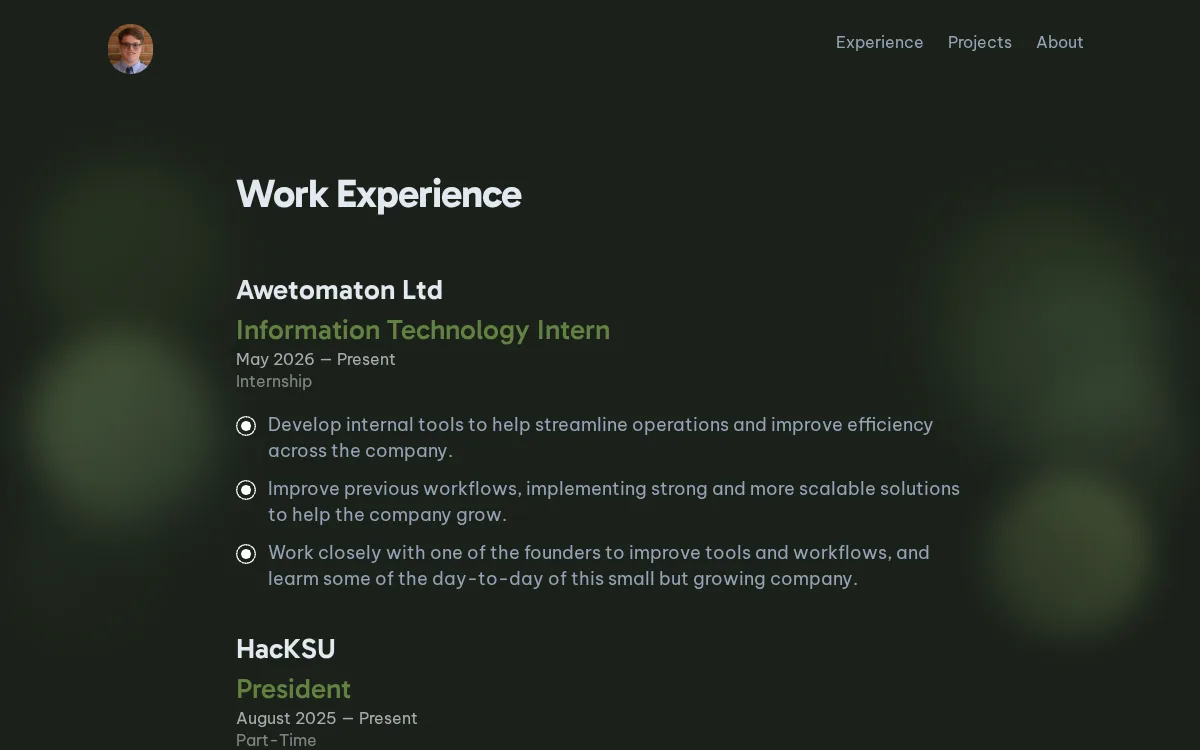 Experience Projects About
Work Experience
Awetomaton Ltd
Information Technology Intern
May 2026 — Present
Internship
Develop internal tools to help streamline operations and improve efficiency
across the company.
Improve previous workflows, implementing strong and more scalable solutions
to help the company grow.
Work closely with one of the founders to improve tools and workflows, and
learm some of the day-to-day of this small but growing company.
HacKSU
President
August 2025 — Present
Part-Time